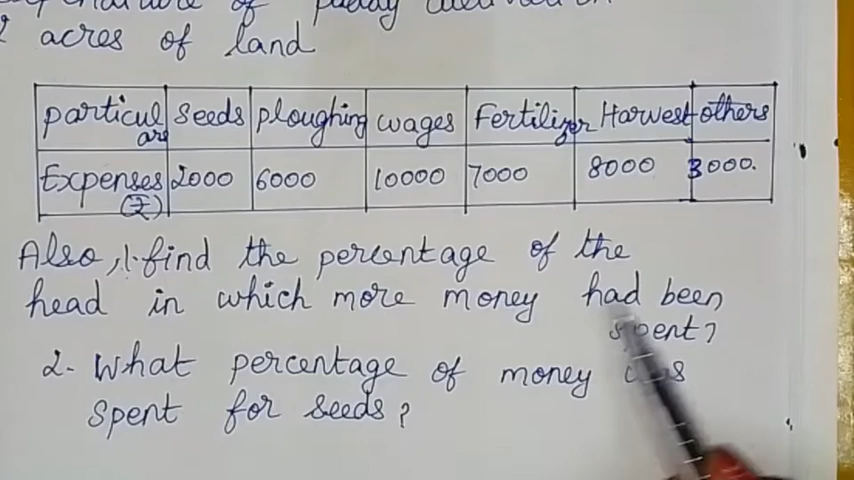 of paddy
acres of land
particulars seeds ploughing wages Fertilizer Harvest others
Expenses (₹) 2000 6000 10000 7000 8000 3000.
Also, 1. find the percentage of the
head in which more money had been
spent?
2. What percentage of money was
spent for seeds?